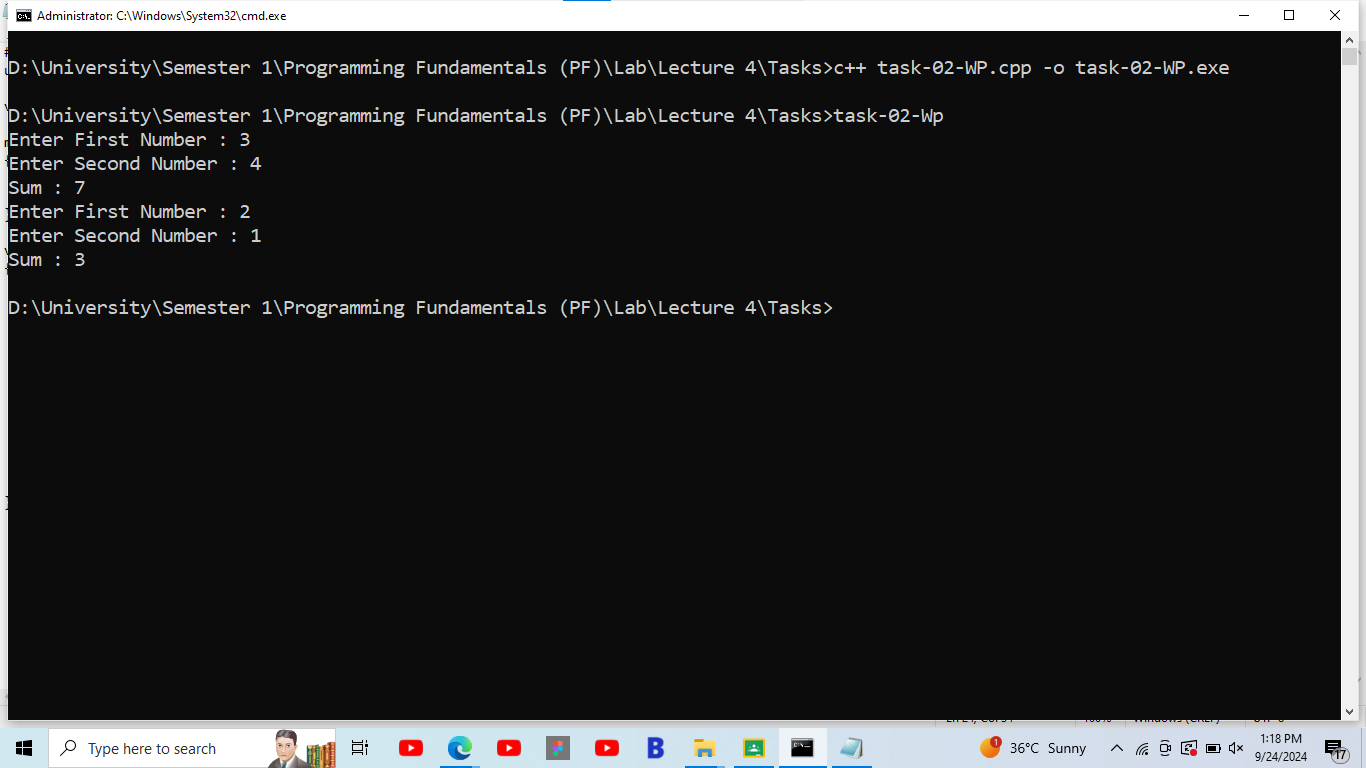 Administrator: C:\Windows\System32\cmd.exe
D:\University\Semester 1\Programming Fundamentals (PF)\Lab\Lecture 4\Tasks>c++ task-02-WP.cpp -o task-02-WP.exe
D:\University\Semester 1\Programming Fundamentals (PF)\Lab\Lecture 4\Tasks>task-02-Wp
Enter First Number : 3
Enter Second Number : 4
Sum : 7
Enter First Number : 2
Enter Second Number : 1
Sum : 3
D:\University\Semester 1\Programming Fundamentals (PF)\Lab\Lecture 4\Tasks>
Type here to search
B
36°C Sunny
1:18 PM
9/24/2024
1
17